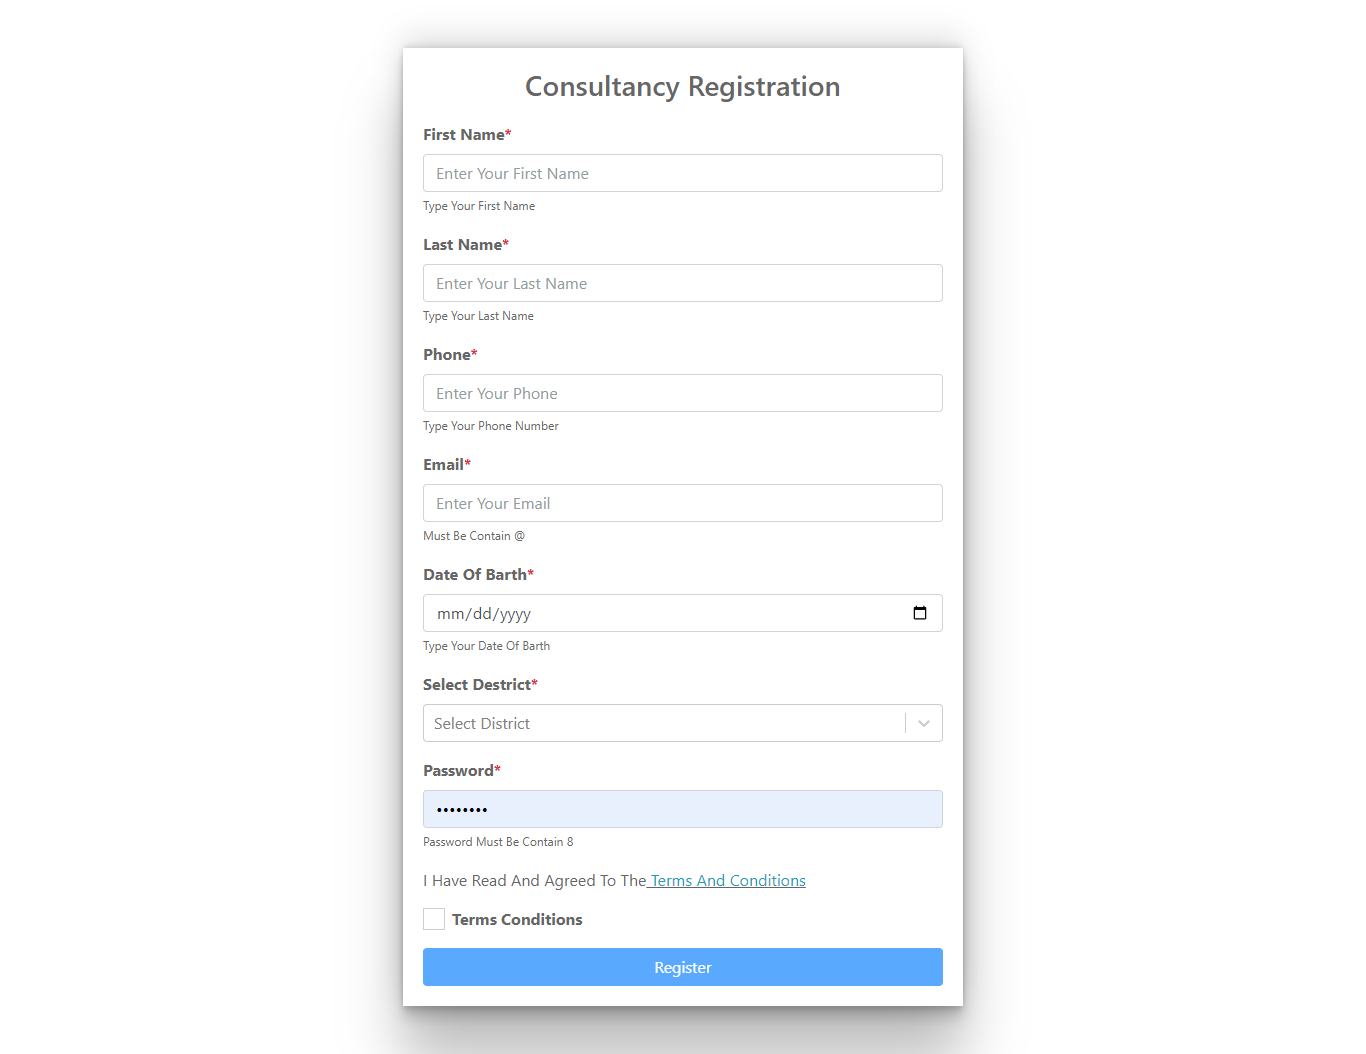 Consultancy Registration
First Name*
Enter Your First Name
Type Your First Name
Last Name*
Enter Your Last Name
Type Your Last Name
Phone*
Enter Your Phone
Type Your Phone Number
Email*
Enter Your Email
Must Be Contain @
Date Of Barth*
mm/dd/yyyy
Type Your Date Of Barth
Select Destrict*
Select District
Password*
••••••••
Password Must Be Contain 8
I Have Read And Agreed To The Terms And Conditions
Terms Conditions
Register